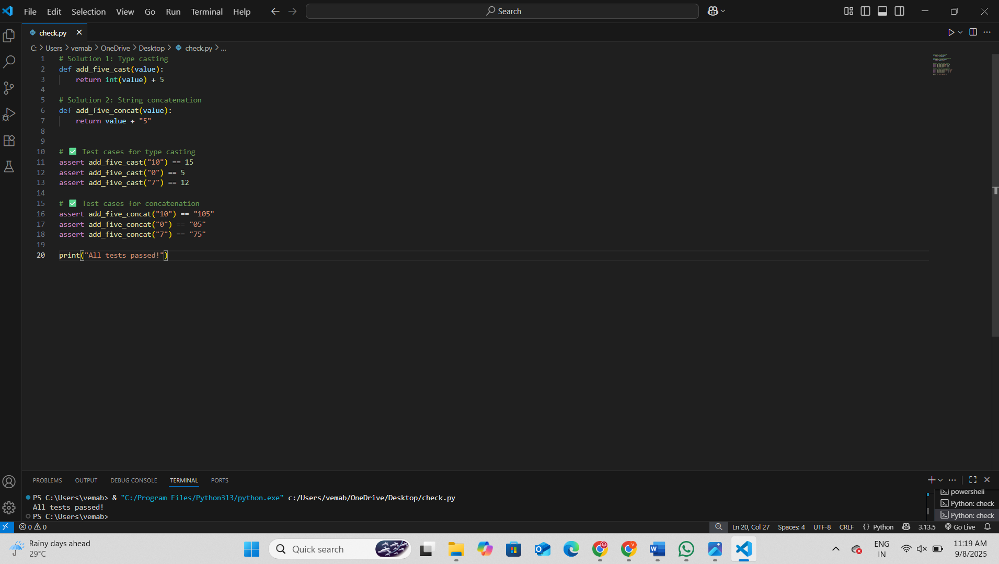 File Edit Selection View Go Run Terminal Help Search
check.py
C: > Users > vemab > OneDrive > Desktop > check.py > ...
1 # Solution 1: Type casting
2 def add_five_cast(value):
3 return int(value) + 5
4
5 # Solution 2: String concatenation
6 def add_five_concat(value):
7 return value + "5"
8
9
10 # ✅ Test cases for type casting
11 assert add_five_cast("10") == 15
12 assert add_five_cast("0") == 5
13 assert add_five_cast("7") == 12
14
15 # ✅ Test cases for concatenation
16 assert add_five_concat("10") == "105"
17 assert add_five_concat("0") == "05"
18 assert add_five_concat("7") == "75"
19
20 print("All tests passed!")
PROBLEMS OUTPUT DEBUG CONSOLE TERMINAL PORTS
PS C:\Users\vemab> & "C:/Program Files/Python313/python.exe" c:/Users/vemab/OneDrive/Desktop/check.py
All tests passed!
PS C:\Users\vemab>
powershell
Python: check
Python: check
0 0 Ln 20, Col 27 Spaces: 4 UTF-8 CRLF {} Python 3.13.5 Go Live
Rainy days ahead
29°C
Quick search
ENG
IN
11:19 AM
9/8/2025